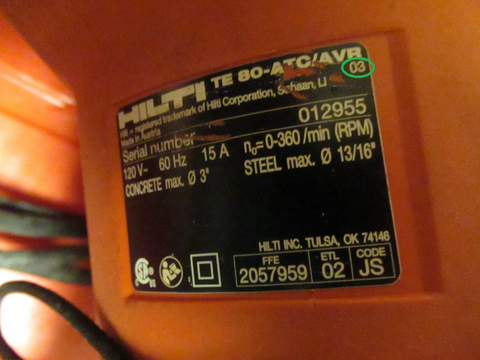 HILTI TE 80-ATC/AVR
03
Hilti = registered trademark of Hilti Corporation, Schaan, LI
Made in Austria
Serial number 012955
120 V~ 60 Hz 15 A n₀=0-360 /min (RPM)
CONCRETE max. Ø 3" STEEL max. Ø 13/16"
HILTI INC. TULSA, OK 74146
FFE ETL CODE
2057959 02 JS